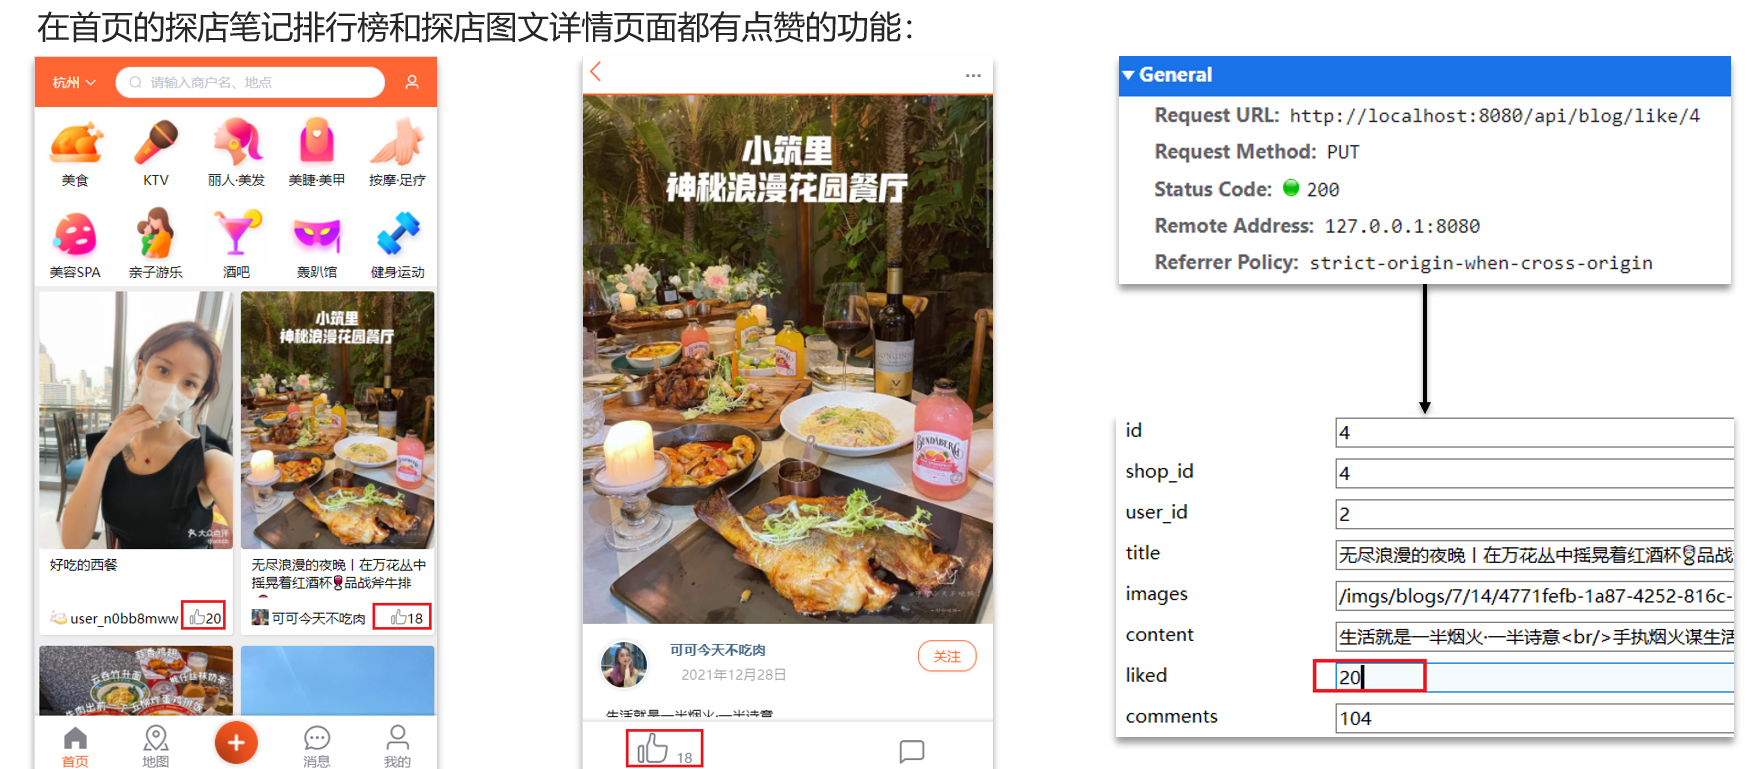 在首页的探店笔记排行榜和探店图文详情页面都有点赞的功能：
杭州
请输入商户名、地点
美食
KTV
丽人·美发
美睫·美甲
按摩·足疗
美容SPA
亲子游乐
酒吧
轰趴馆
健身运动
大众点评
小筑里
神秘浪漫花园餐厅
好吃的西餐
user_n0bb8mww
20
无尽浪漫的夜晚丨在万花丛中
摇晃着红酒杯🍷品战斧牛排
可可今天不吃肉
18
首页
地图
消息
我的
小筑里
神秘浪漫花园餐厅
BUNDABERG
可可今天不吃肉
2021年12月28日
关注
生活就是一半烟火·一半诗意
18
General
Request URL: http://localhost:8080/api/blog/like/4
Request Method: PUT
Status Code: 200
Remote Address: 127.0.0.1:8080
Referrer Policy: strict-origin-when-cross-origin
id 4
shop_id 4
user_id 2
title 无尽浪漫的夜晚丨在万花丛中摇晃着红酒杯🍷品战
images /imgs/blogs/7/14/4771fefb-1a87-4252-816c-
content 生活就是一半烟火·一半诗意<br/>手执烟火谋生活
liked 20
comments 104